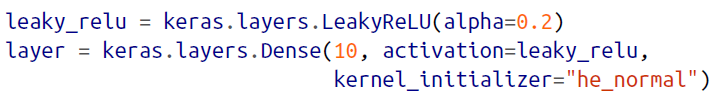 leaky_relu = keras.layers.LeakyReLU(alpha=0.2)
layer = keras.layers.Dense(10, activation=leaky_relu,
                           kernel_initializer="he_normal")